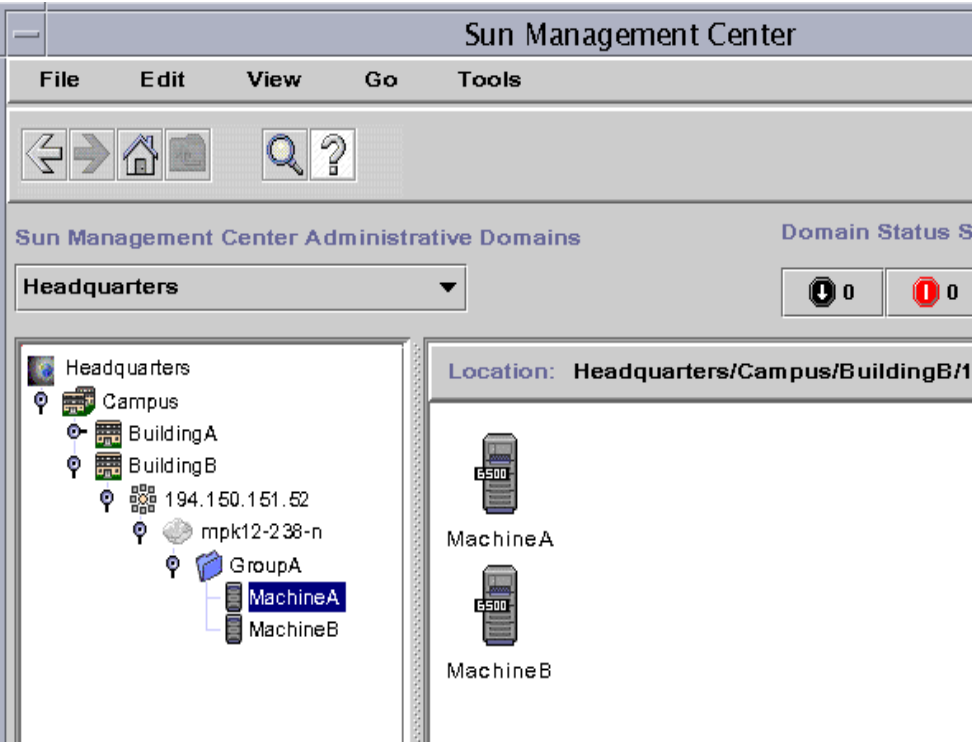 Sun Management Center
File Edit View Go Tools
Sun Management Center Administrative Domains
Domain Status S
Headquarters
0
0
Headquarters
Campus
BuildingA
BuildingB
194.150.151.52
mpk12-238-n
GroupA
MachineA
MachineB
Location: Headquarters/Campus/BuildingB/1
6500
MachineA
6500
MachineB